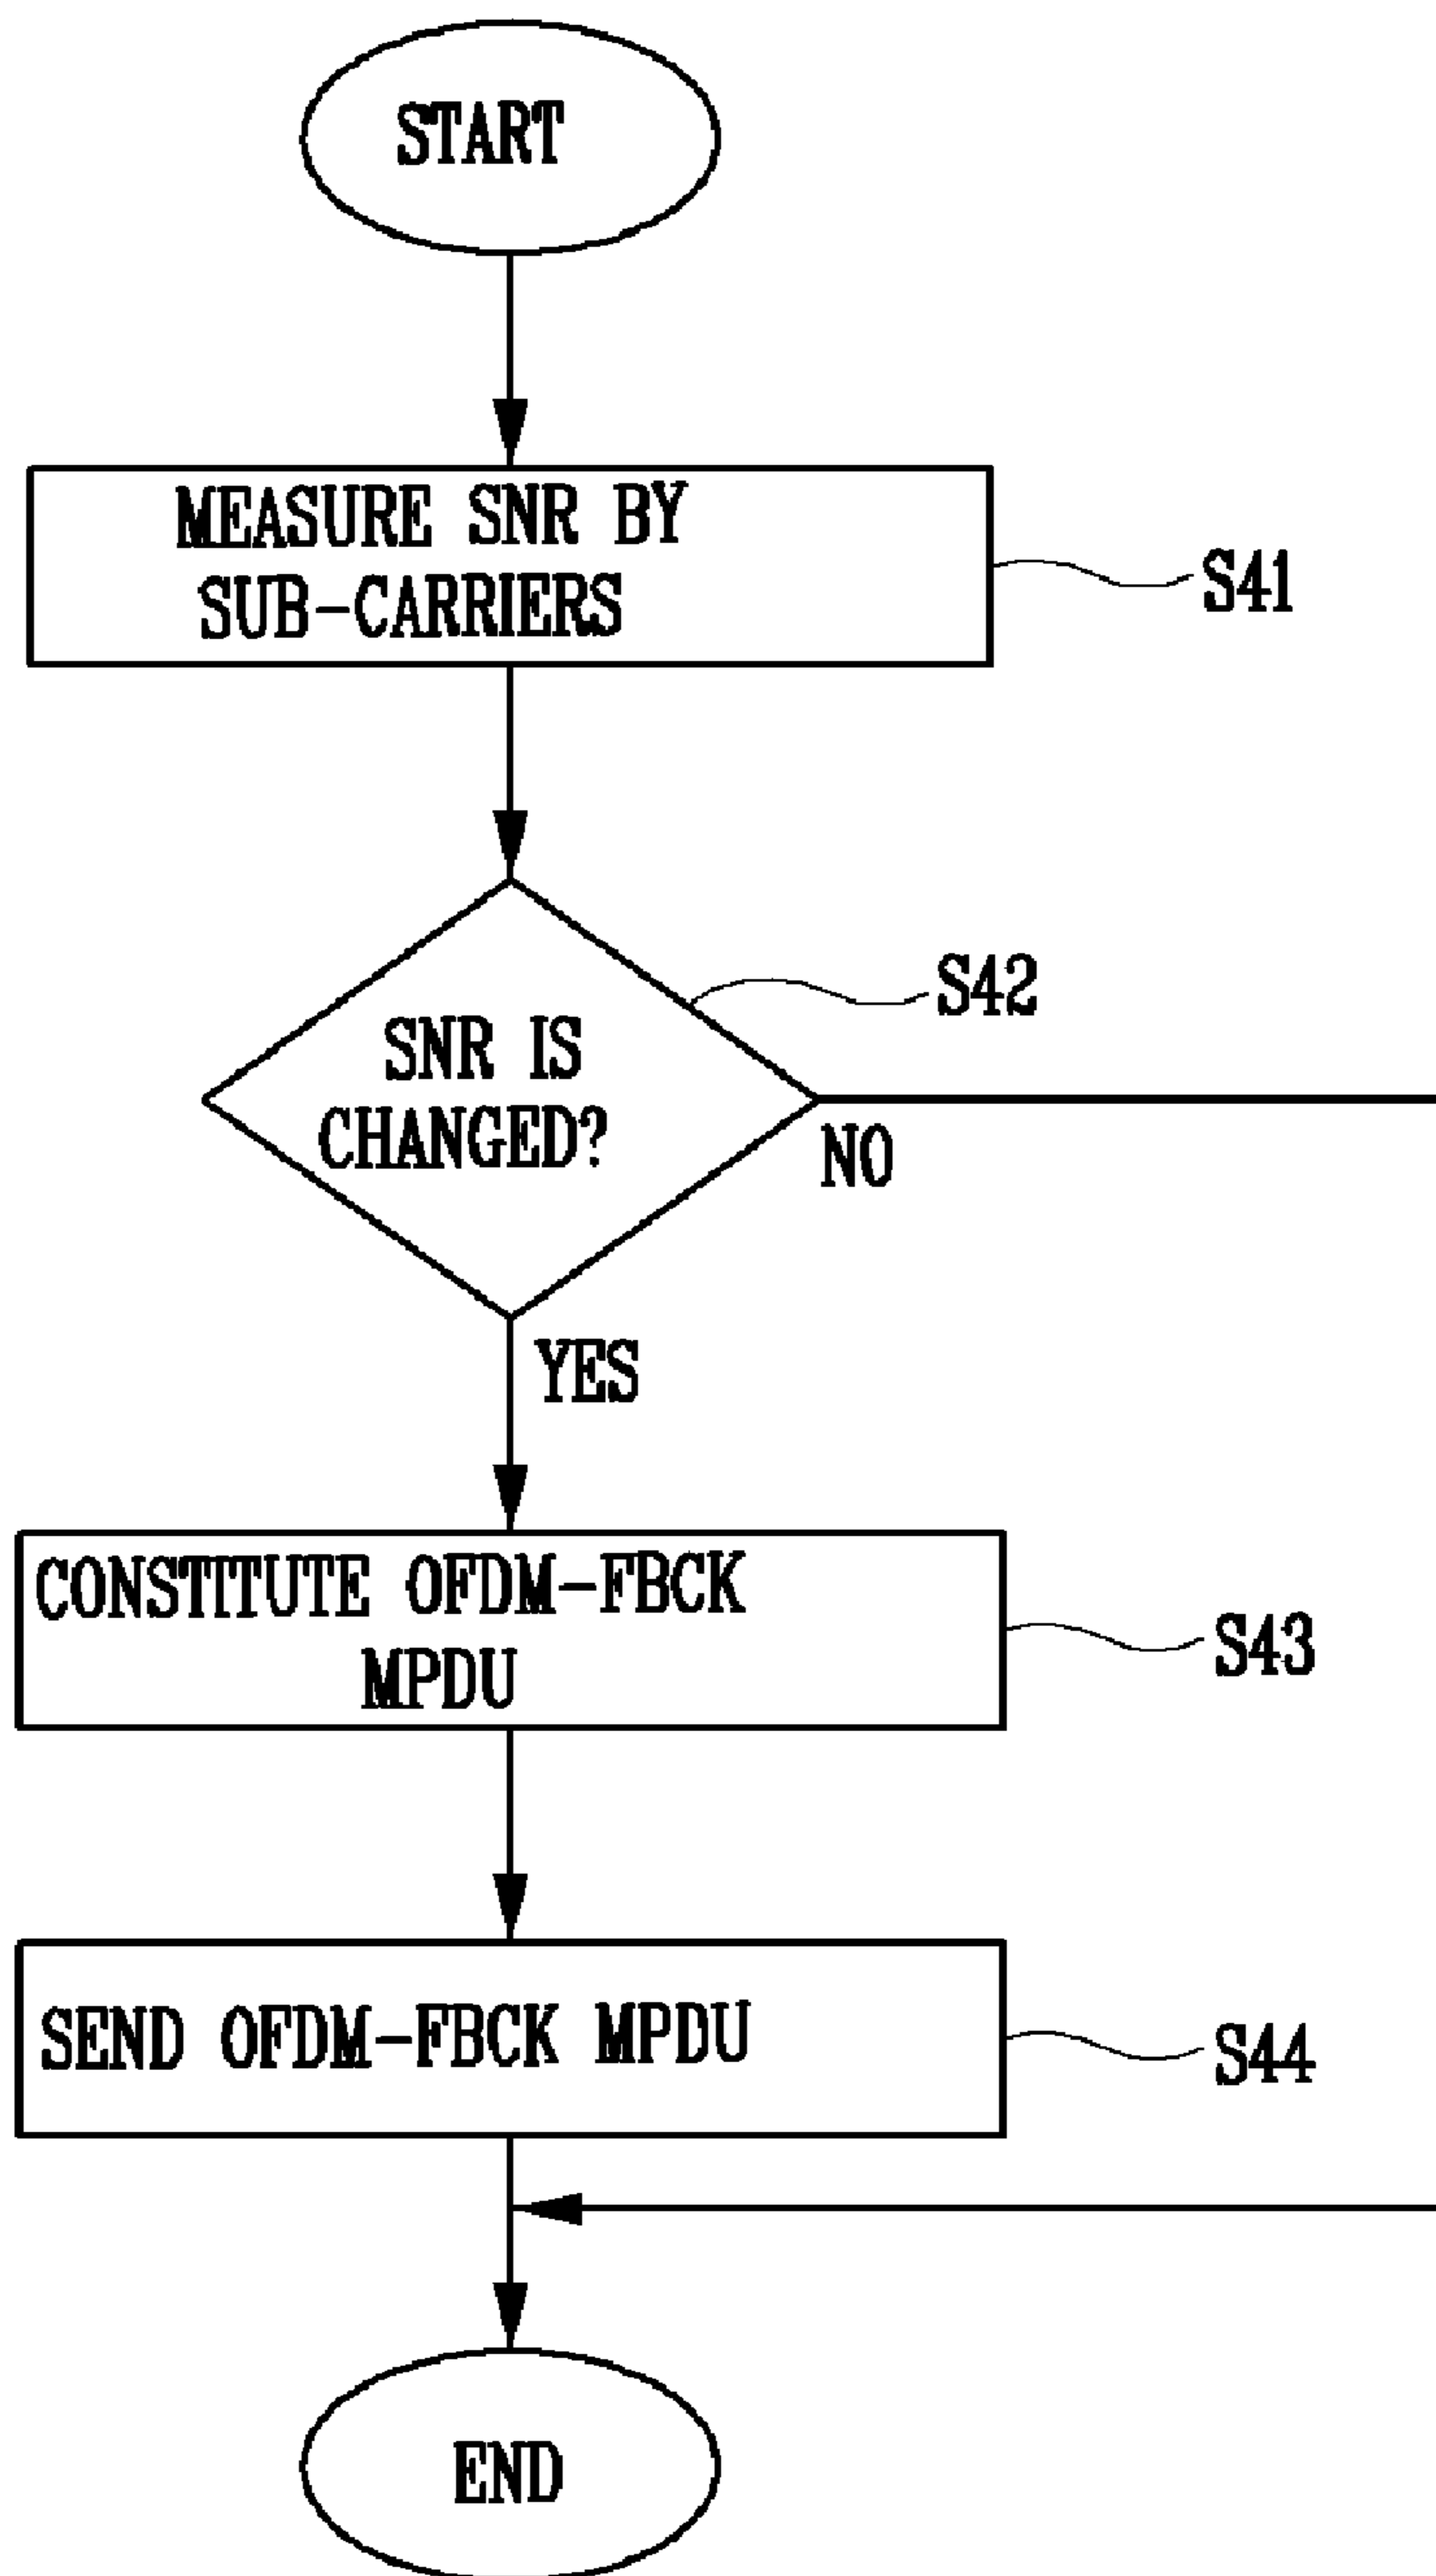 START
MEASURE SNR BY
SUB-CARRIERS
S41
S42
SNR IS
CHANGED?
NO
YES
CONSTITUTE OFDM-FBCK
MPDU
S43
SEND OFDM-FBCK MPDU
S44
END